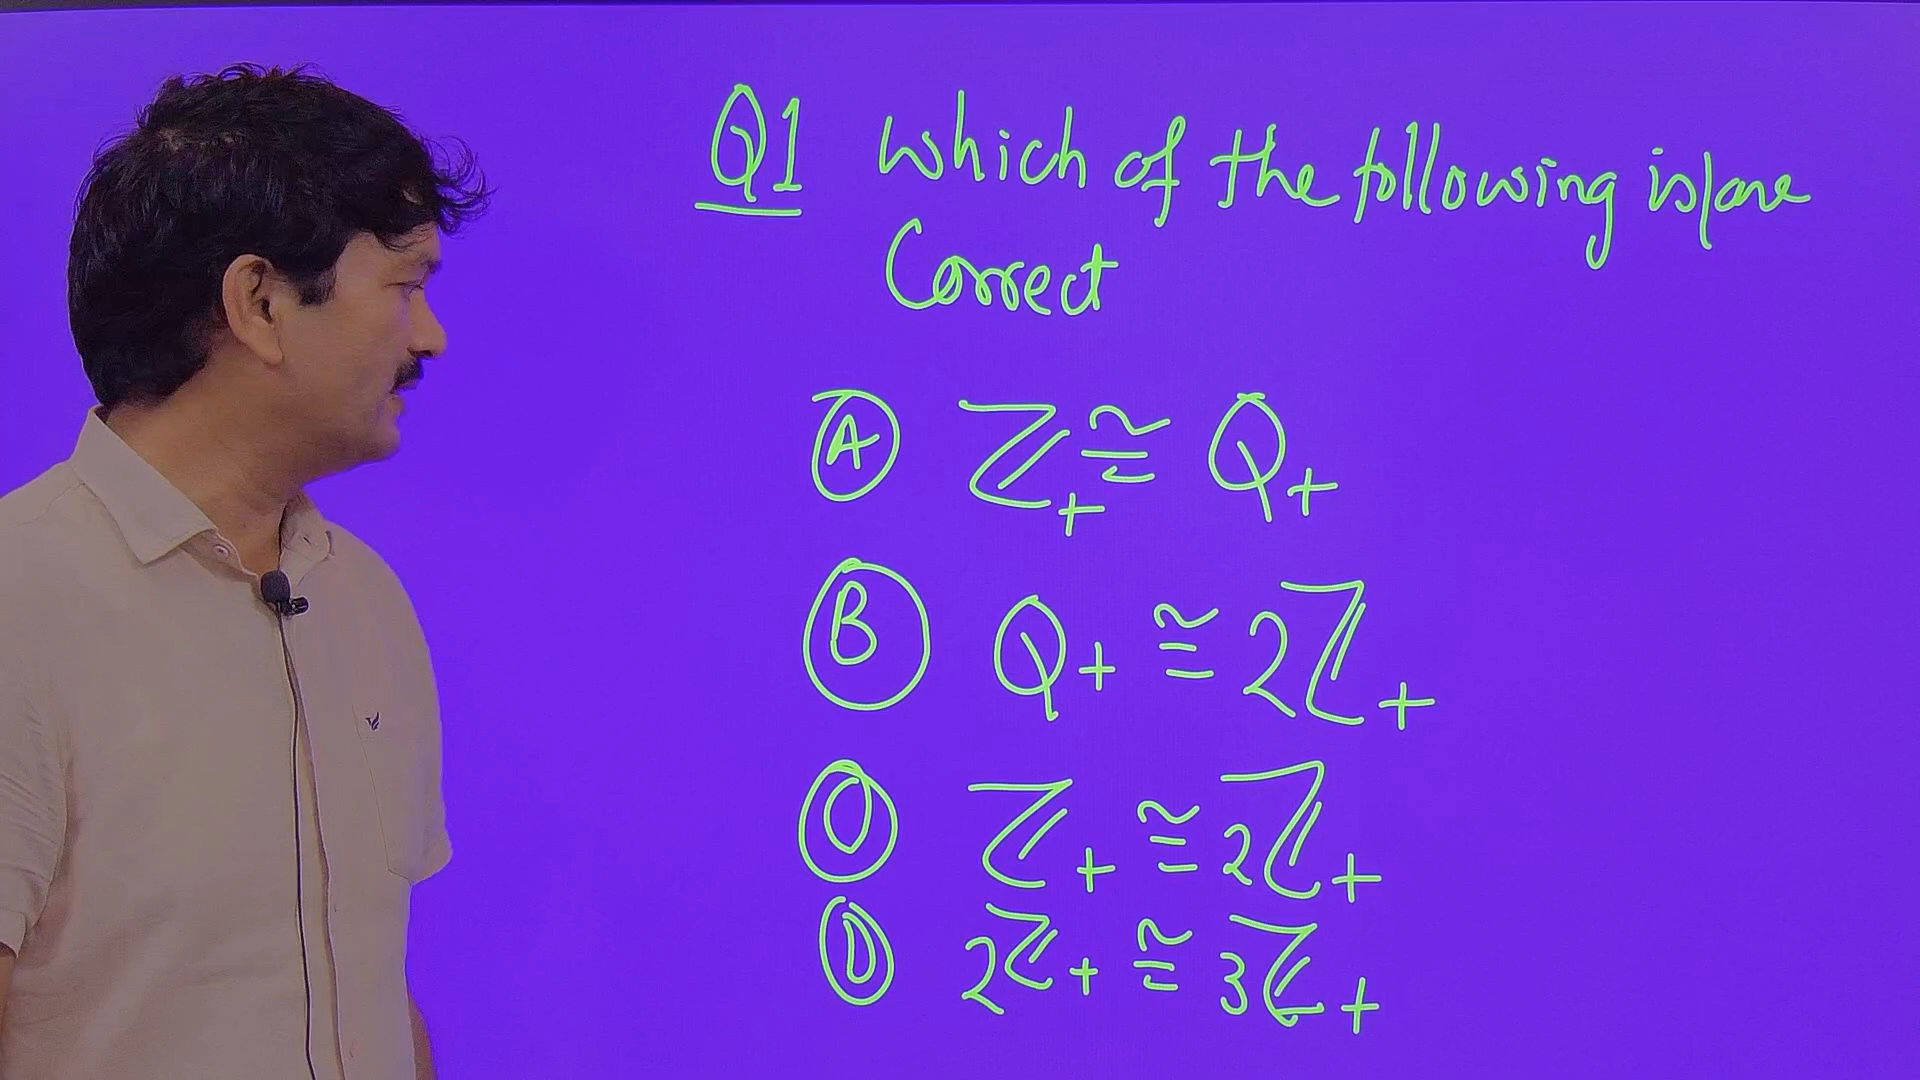 Q1 Which of the following is/are
Correct
A Z+ ≅ Q+
B Q+ ≅ 2Z+
C Z+ ≅ 2Z+
D 2Z+ ≅ 3Z+